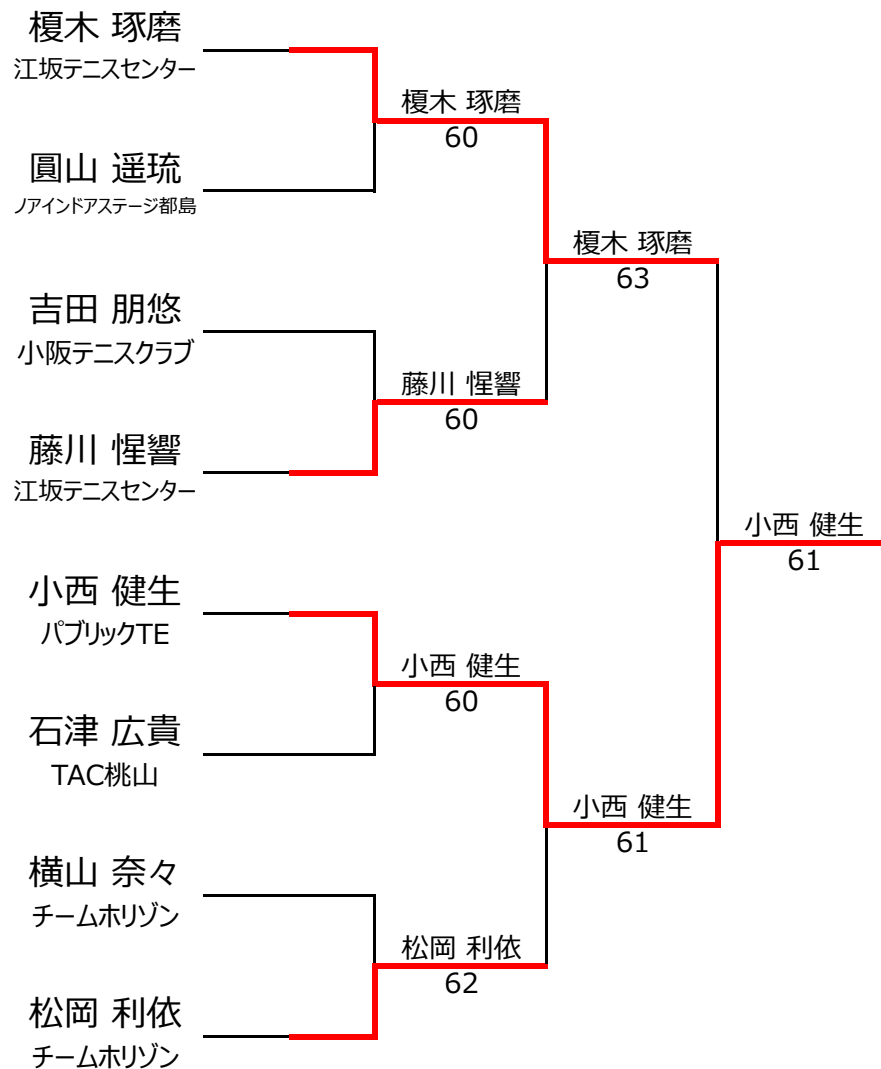 榎木 琢磨
江坂テニスセンター
圓山 遥琉
ノアインドアステージ都島
吉田 朋悠
小阪テニスクラブ
藤川 惺響
江坂テニスセンター
小西 健生
パブリックTE
石津 広貴
TAC桃山
横山 奈々
チームホリゾン
松岡 利依
チームホリゾン
榎木 琢磨
60
藤川 惺響
60
小西 健生
60
松岡 利依
62
榎木 琢磨
63
小西 健生
61
小西 健生
61